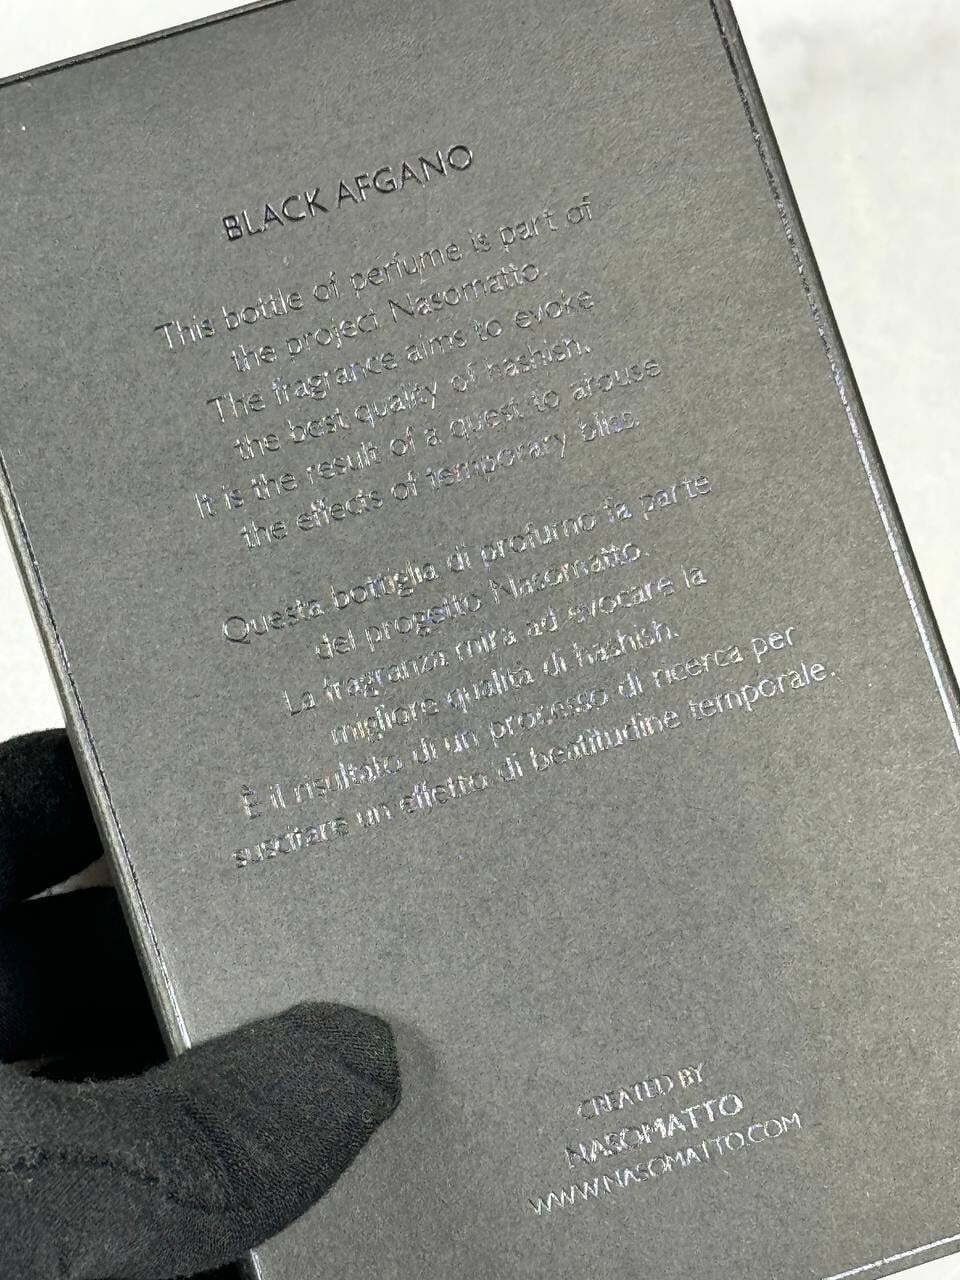 BLACK AFGANO
This bottle of perfume is part of
the project Nasomatto.
The fragrance aims to evoke
the best quality of hashish.
It is the result of a quest to arouse
the effects of temporary bliss.
Questa bottiglia di profumo fa parte
del progetto Nasomatto.
La fragranza mira ad evocare la
migliore qualità di hashish.
È il risultato di un processo di ricerca per
suscitare un effetto di beatitudine temporale.
CREATED BY
NASOMATTO
WWW.NASOMATTO.COM